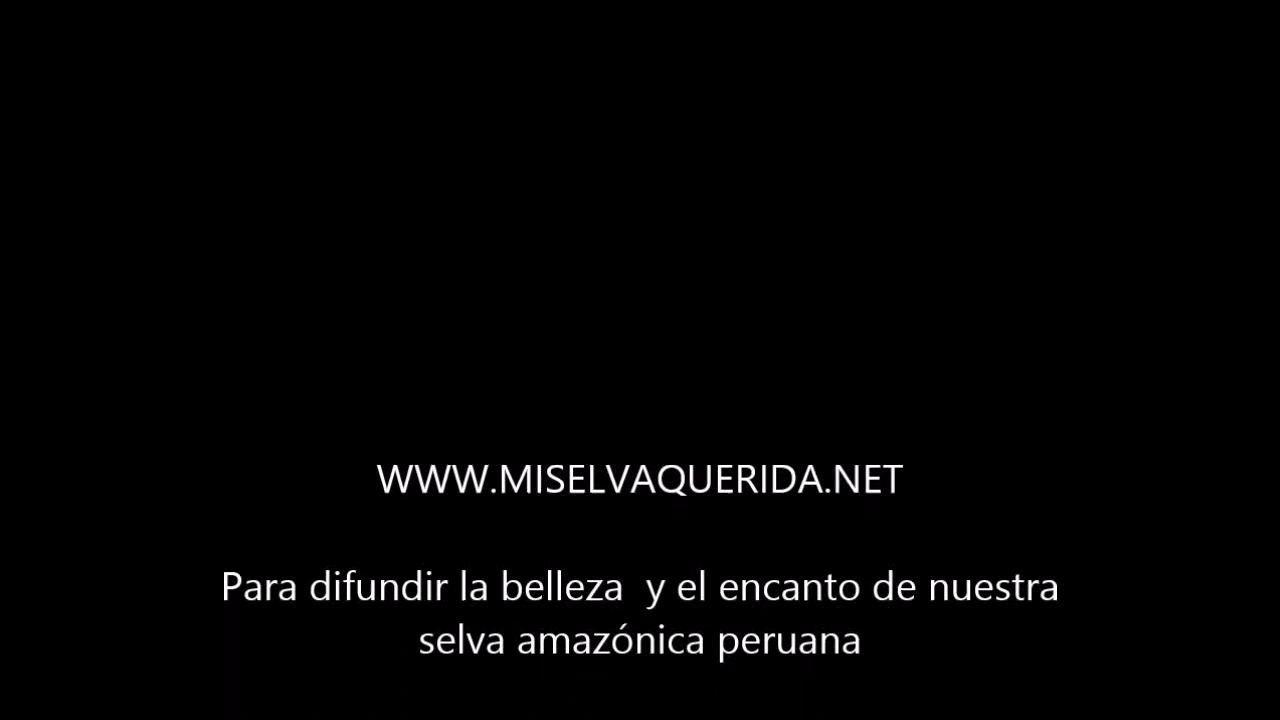 WWW.MISELVAQUERIDA.NET
Para difundir la belleza  y el encanto de nuestra
selva amazónica peruana